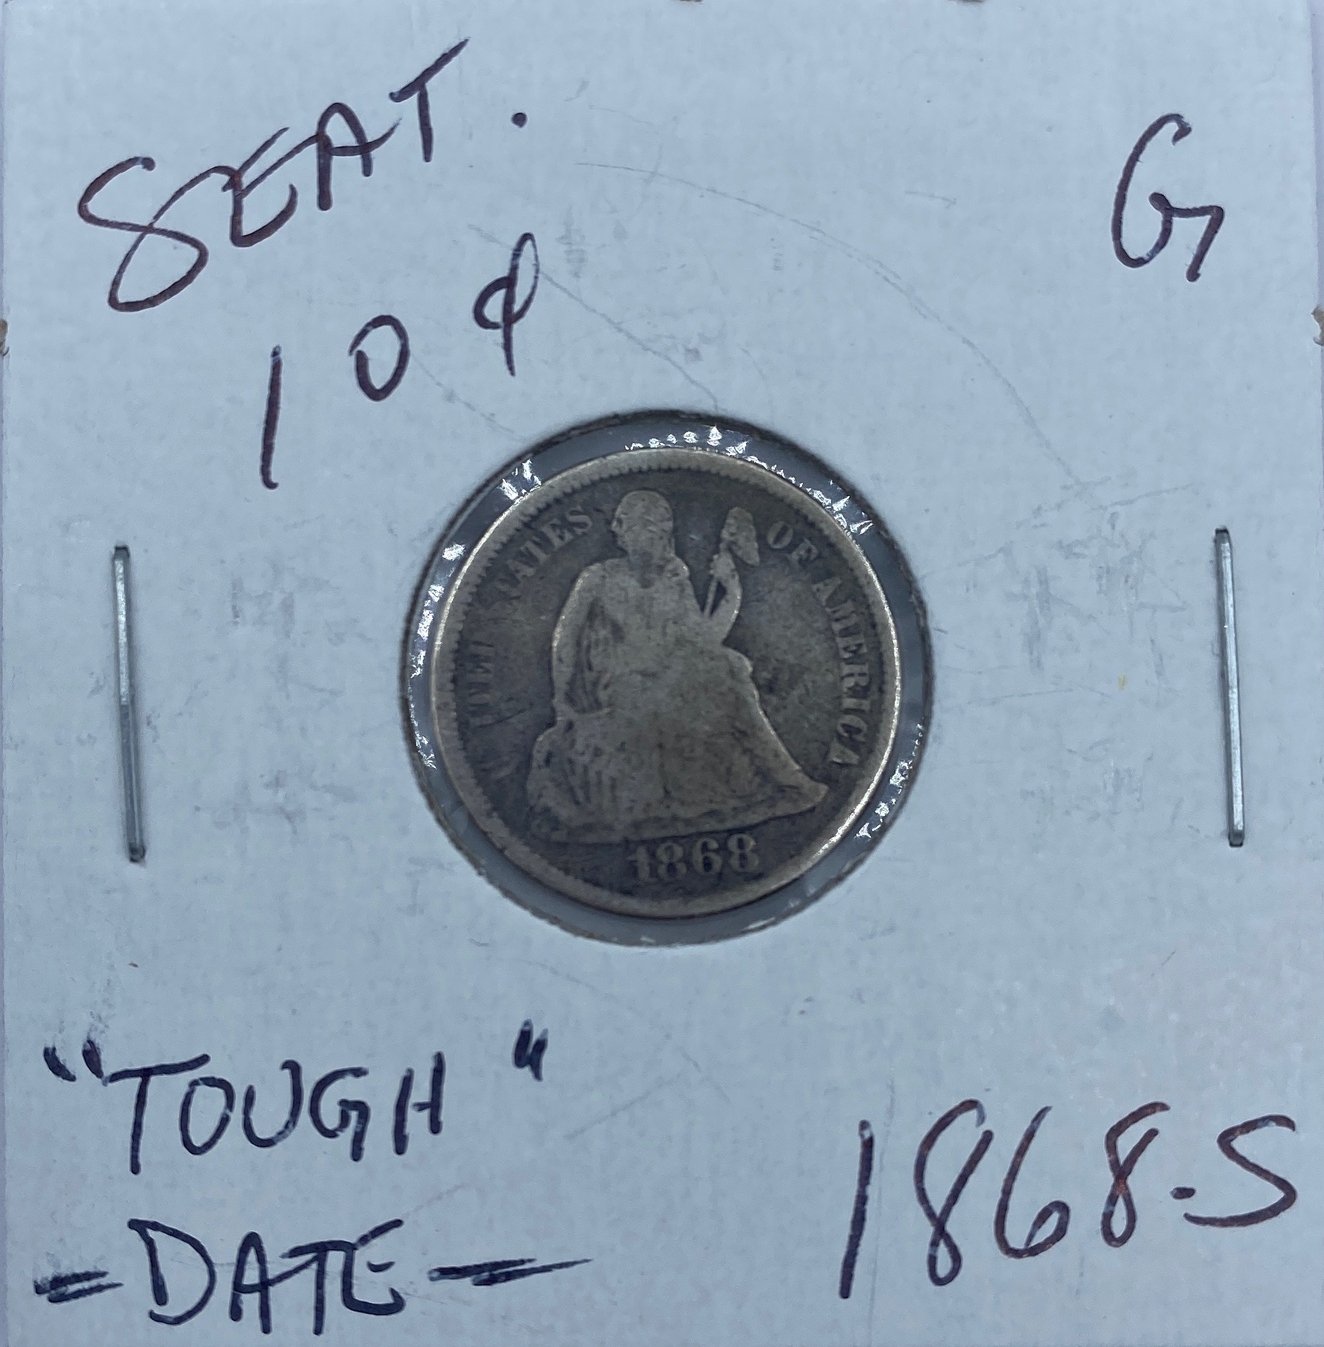 SEAT.
10¢
G
UNITED STATES OF AMERICA
1868
"TOUGH"
-DATE-
1868-S